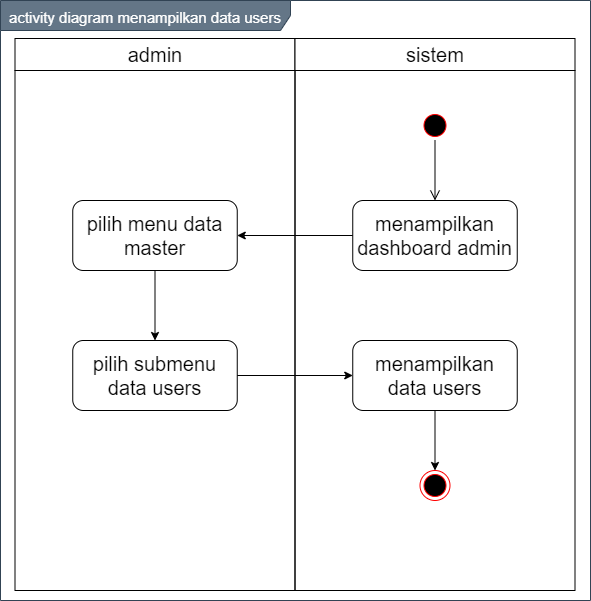 activity diagram menampilkan data users
admin
sistem
menampilkan
dashboard admin
pilih menu data
master
pilih submenu
data users
menampilkan
data users